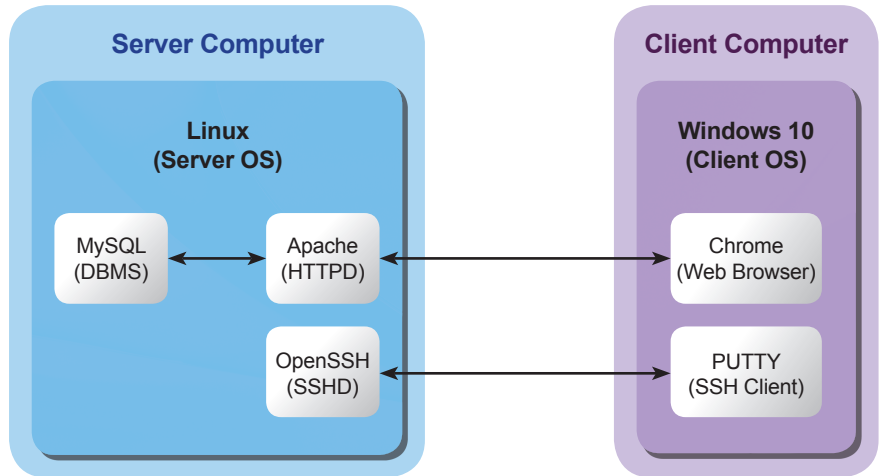 Server Computer
Linux
(Server OS)
MySQL
(DBMS)
Apache
(HTTPD)
OpenSSH
(SSHD)
Client Computer
Windows 10
(Client OS)
Chrome
(Web Browser)
PUTTY
(SSH Client)